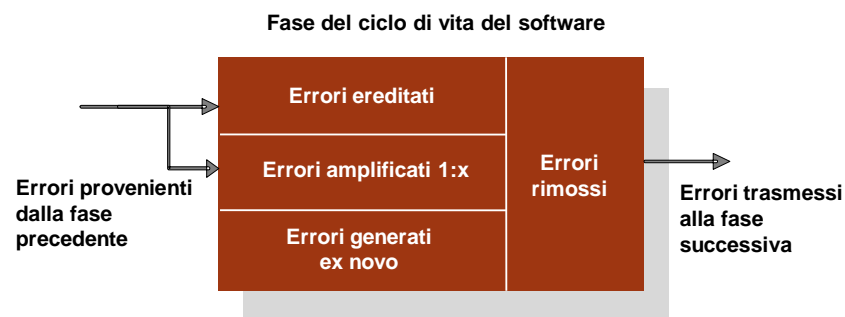 Fase del ciclo di vita del software
Errori ereditati
Errori amplificati 1:x
Errori generati
ex novo
Errori
rimossi
Errori provenienti
dalla fase
precedente
Errori trasmessi
alla fase
successiva